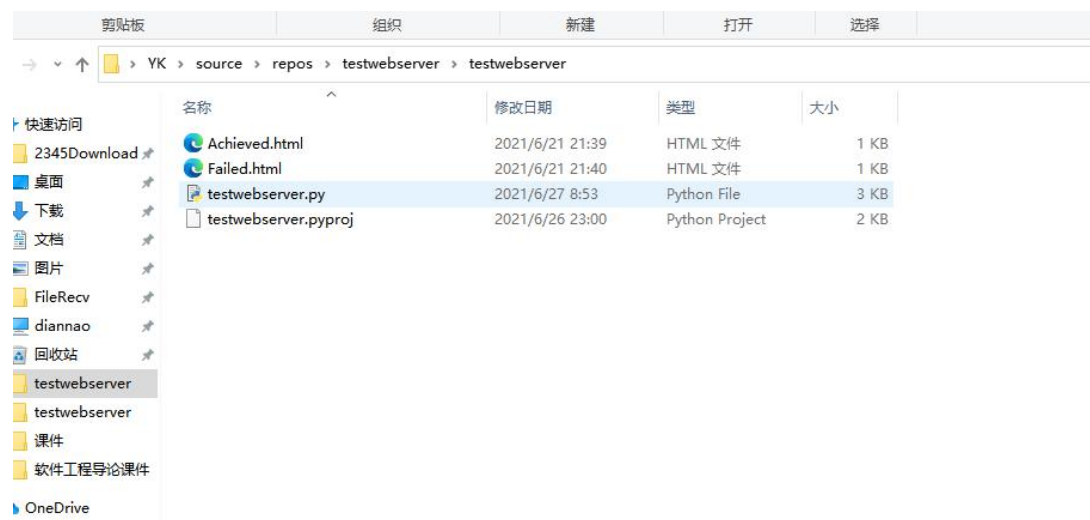 剪贴板 组织 新建 打开 选择
YK > source > repos > testwebserver > testwebserver
名称 修改日期 类型 大小
快速访问
2345Download
桌面
下载
文档
图片
FileRecv
diannao
回收站
testwebserver
testwebserver
课件
软件工程导论课件
OneDrive
Achieved.html 2021/6/21 21:39 HTML 文件 1 KB
Failed.html 2021/6/21 21:40 HTML 文件 1 KB
testwebserver.py 2021/6/27 8:53 Python File 3 KB
testwebserver.pyproj 2021/6/26 23:00 Python Project 2 KB